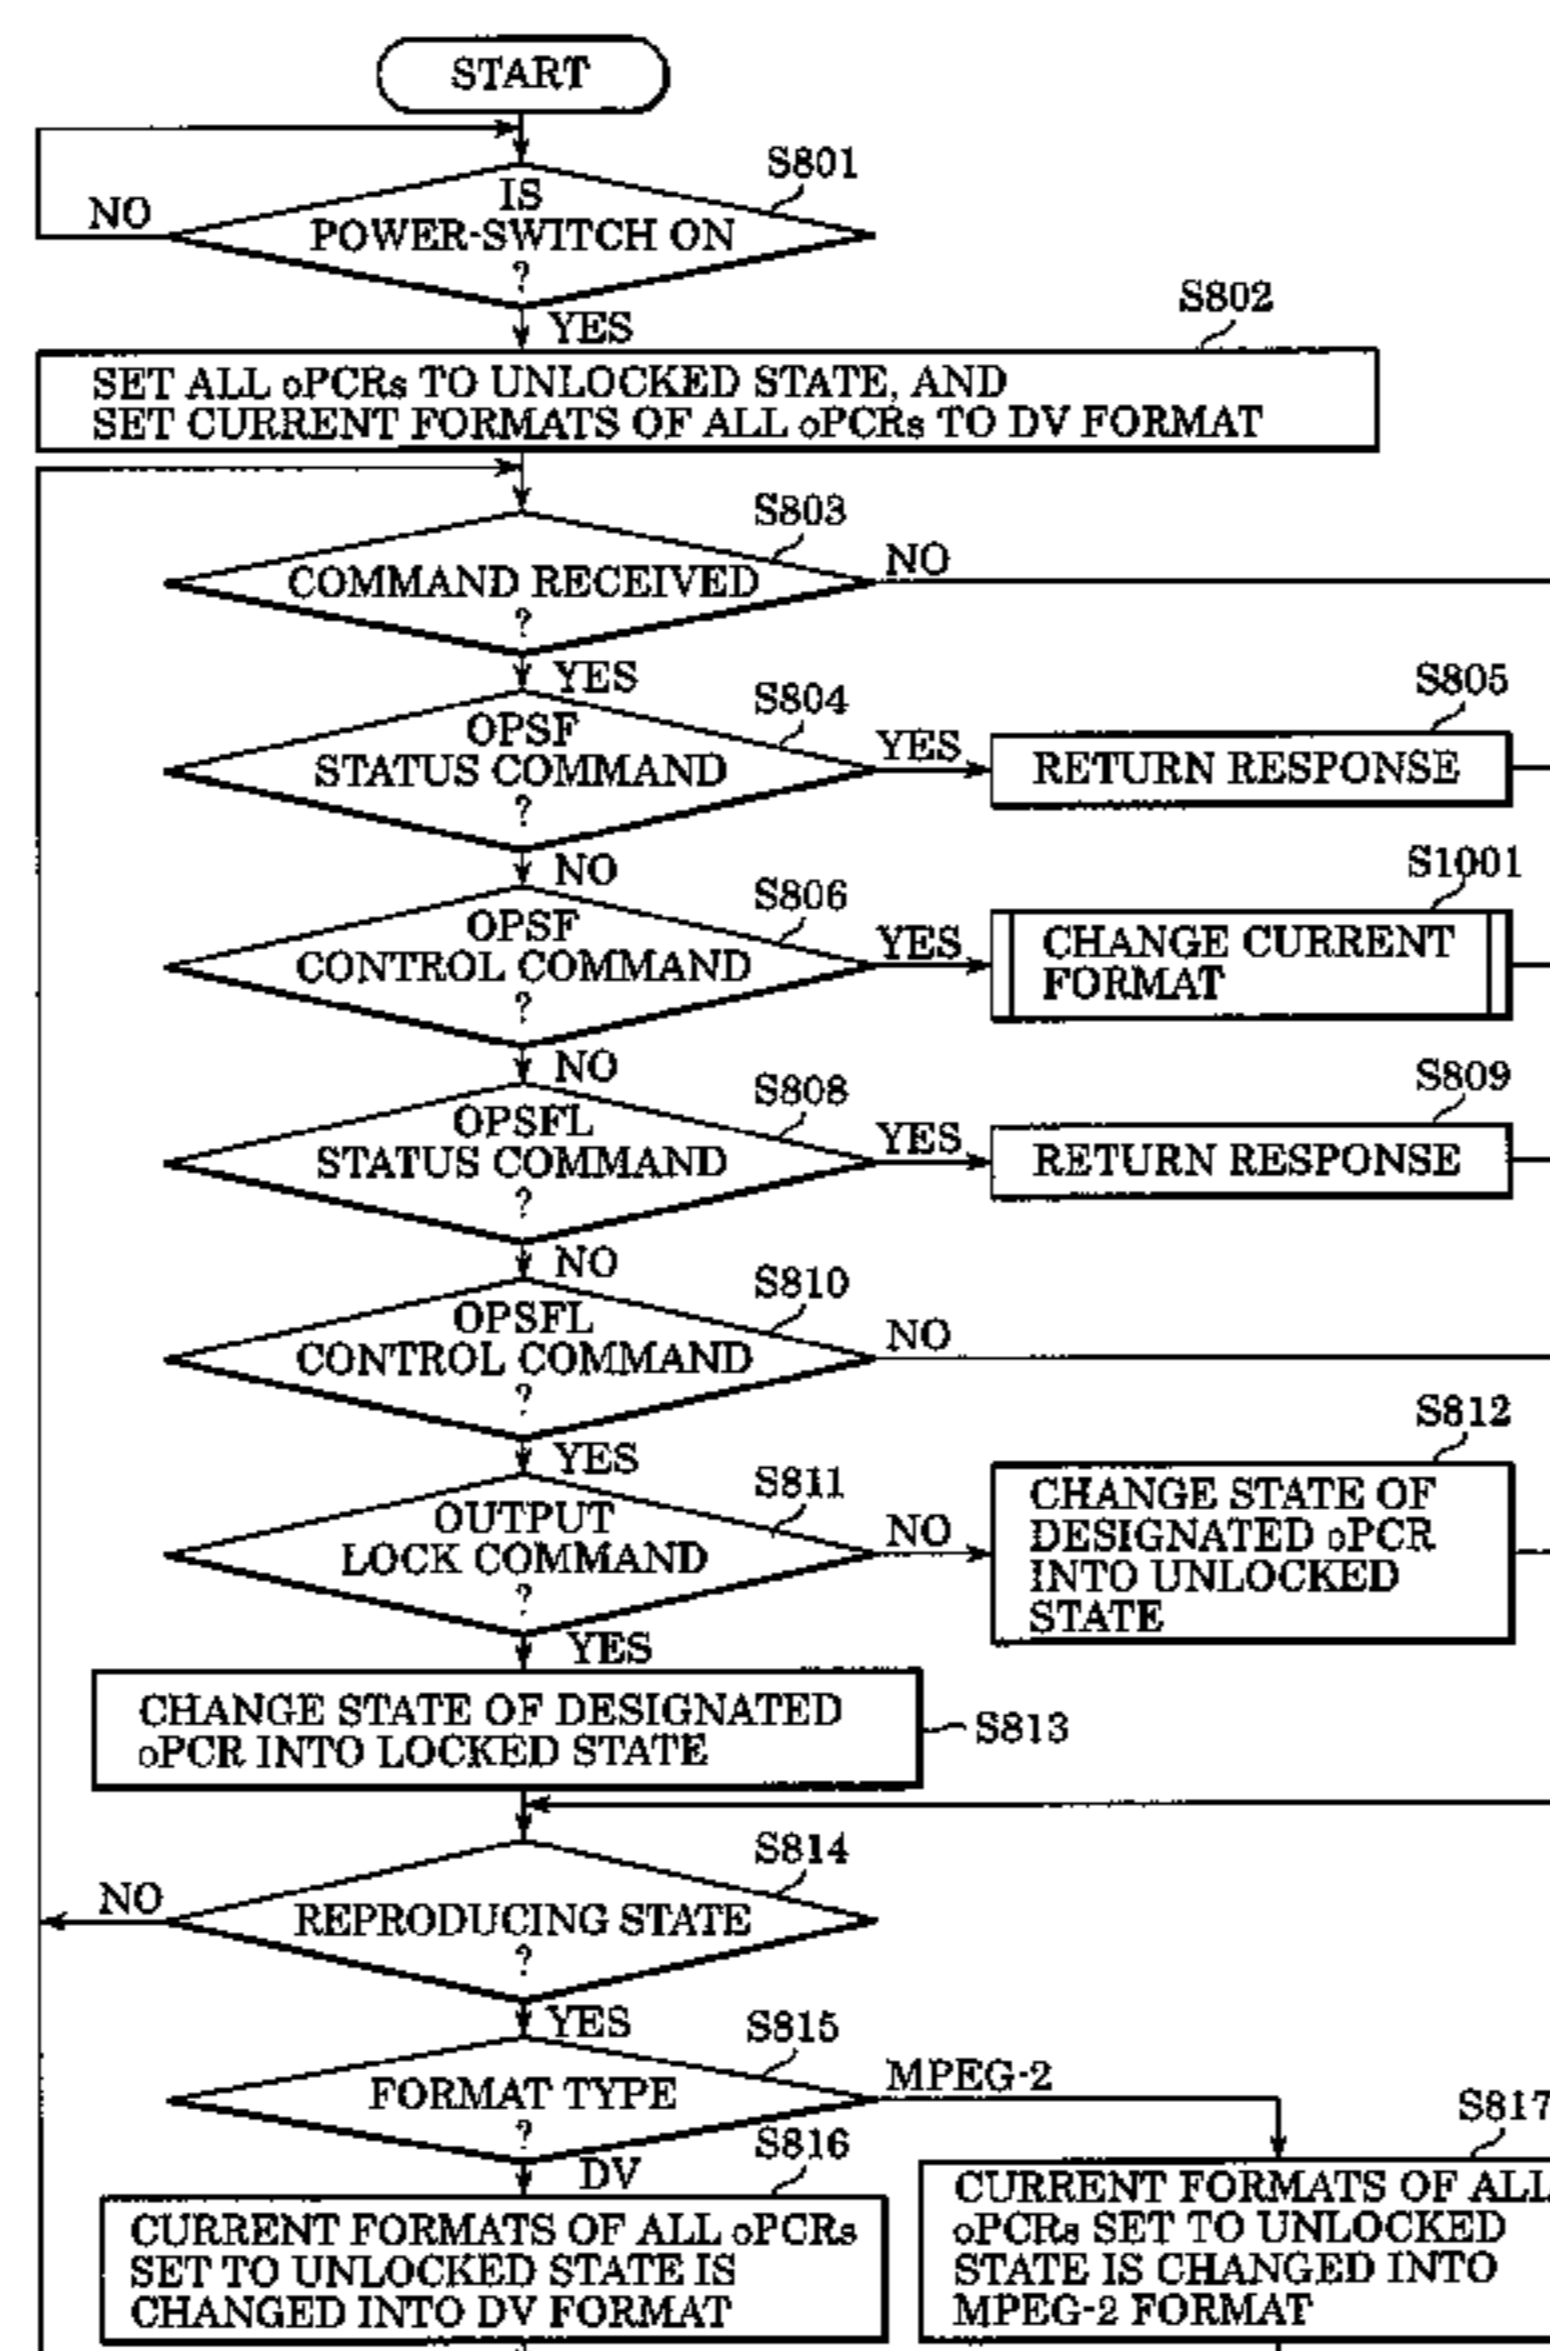 START
S801
IS
POWER-SWITCH ON
?
NO
YES
S802
SET ALL oPCRs TO UNLOCKED STATE, AND
SET CURRENT FORMATS OF ALL oPCRs TO DV FORMAT
S803
COMMAND RECEIVED
?
NO
YES
S804
OPSF
STATUS COMMAND
?
YES
S805
RETURN RESPONSE
NO
S806
OPSF
CONTROL COMMAND
?
YES
S1001
CHANGE CURRENT
FORMAT
NO
S808
OPSFL
STATUS COMMAND
?
YES
S809
RETURN RESPONSE
NO
S810
OPSFL
CONTROL COMMAND
?
NO
YES
S811
OUTPUT
LOCK COMMAND
?
NO
S812
CHANGE STATE OF
DESIGNATED oPCR
INTO UNLOCKED
STATE
YES
CHANGE STATE OF DESIGNATED
oPCR INTO LOCKED STATE
S813
S814
REPRODUCING STATE
?
NO
YES
S815
FORMAT TYPE
?
MPEG-2
DV
S816
CURRENT FORMATS OF ALL oPCRs
SET TO UNLOCKED STATE IS
CHANGED INTO DV FORMAT
S817
CURRENT FORMATS OF ALL
oPCRs SET TO UNLOCKED
STATE IS CHANGED INTO
MPEG-2 FORMAT